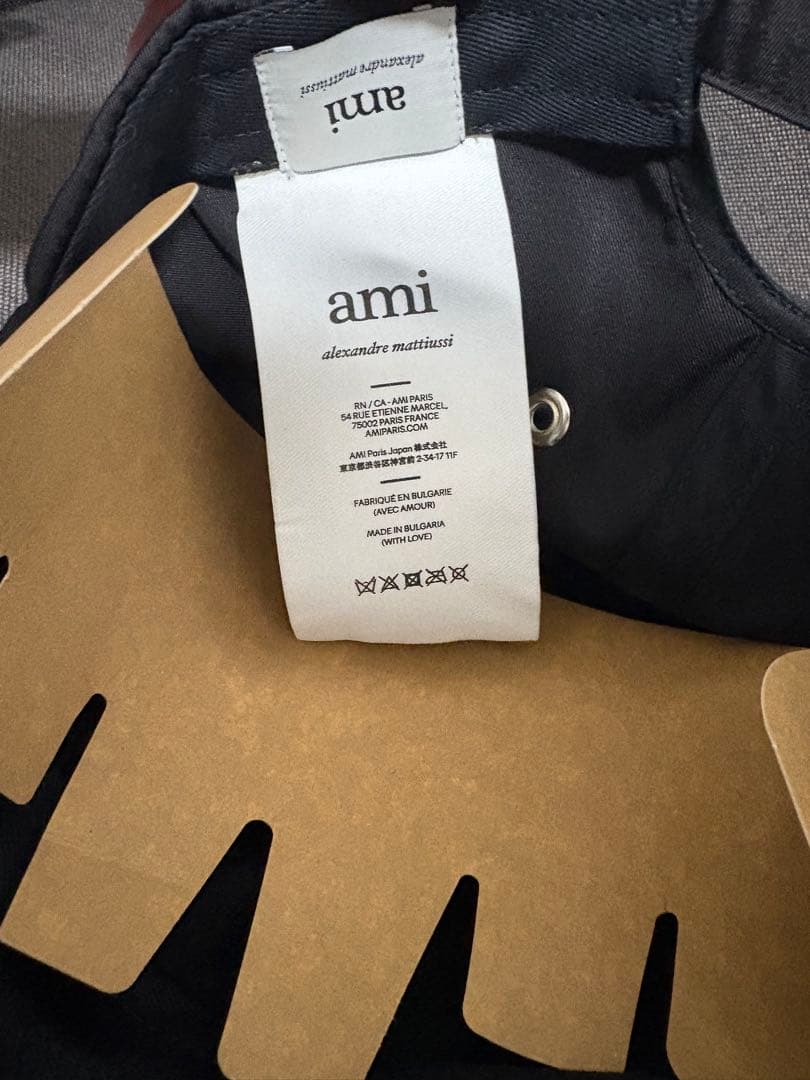 ami
alexandre mattiussi
ami
alexandre mattiussi
RN / CA - AMI PARIS
54 RUE ETIENNE MARCEL,
75002 PARIS FRANCE
AMIPARIS.COM
AMI Paris Japan 株式会社
東京都渋谷区神宮前 2-34-17 11F
FABRIQUÉ EN BULGARIE
(AVEC AMOUR)
MADE IN BULGARIA
(WITH LOVE)